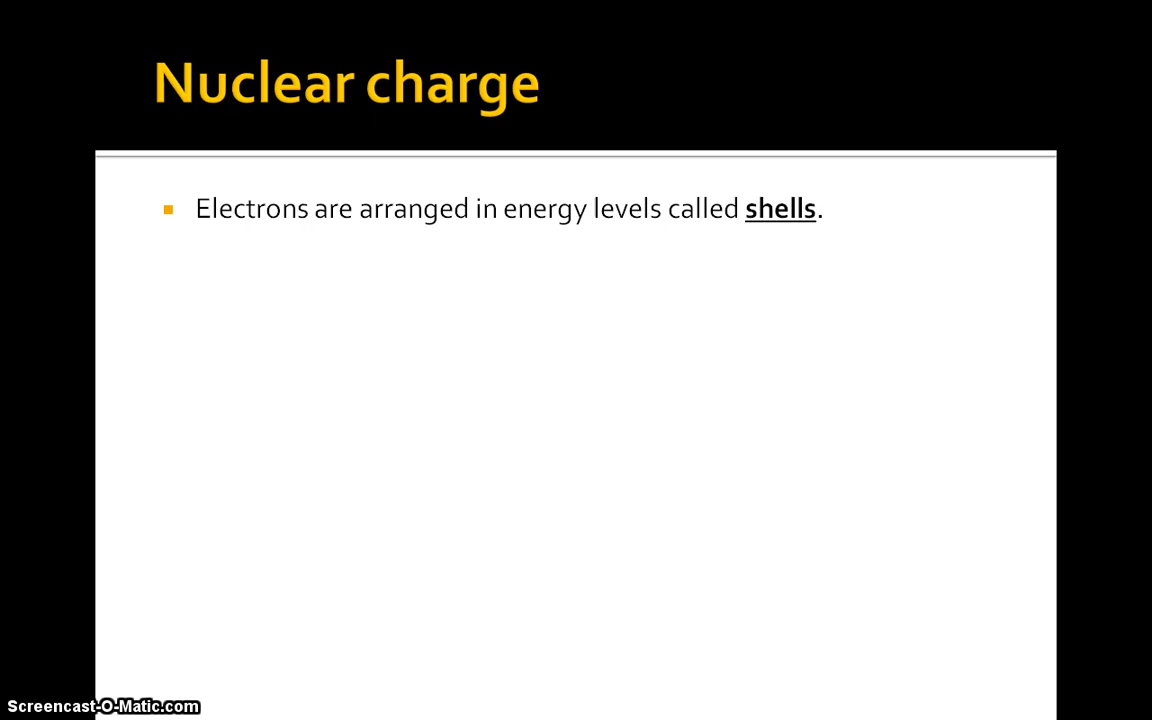 Nuclear charge
Electrons are arranged in energy levels called shells.
Screencast-O-Matic.com